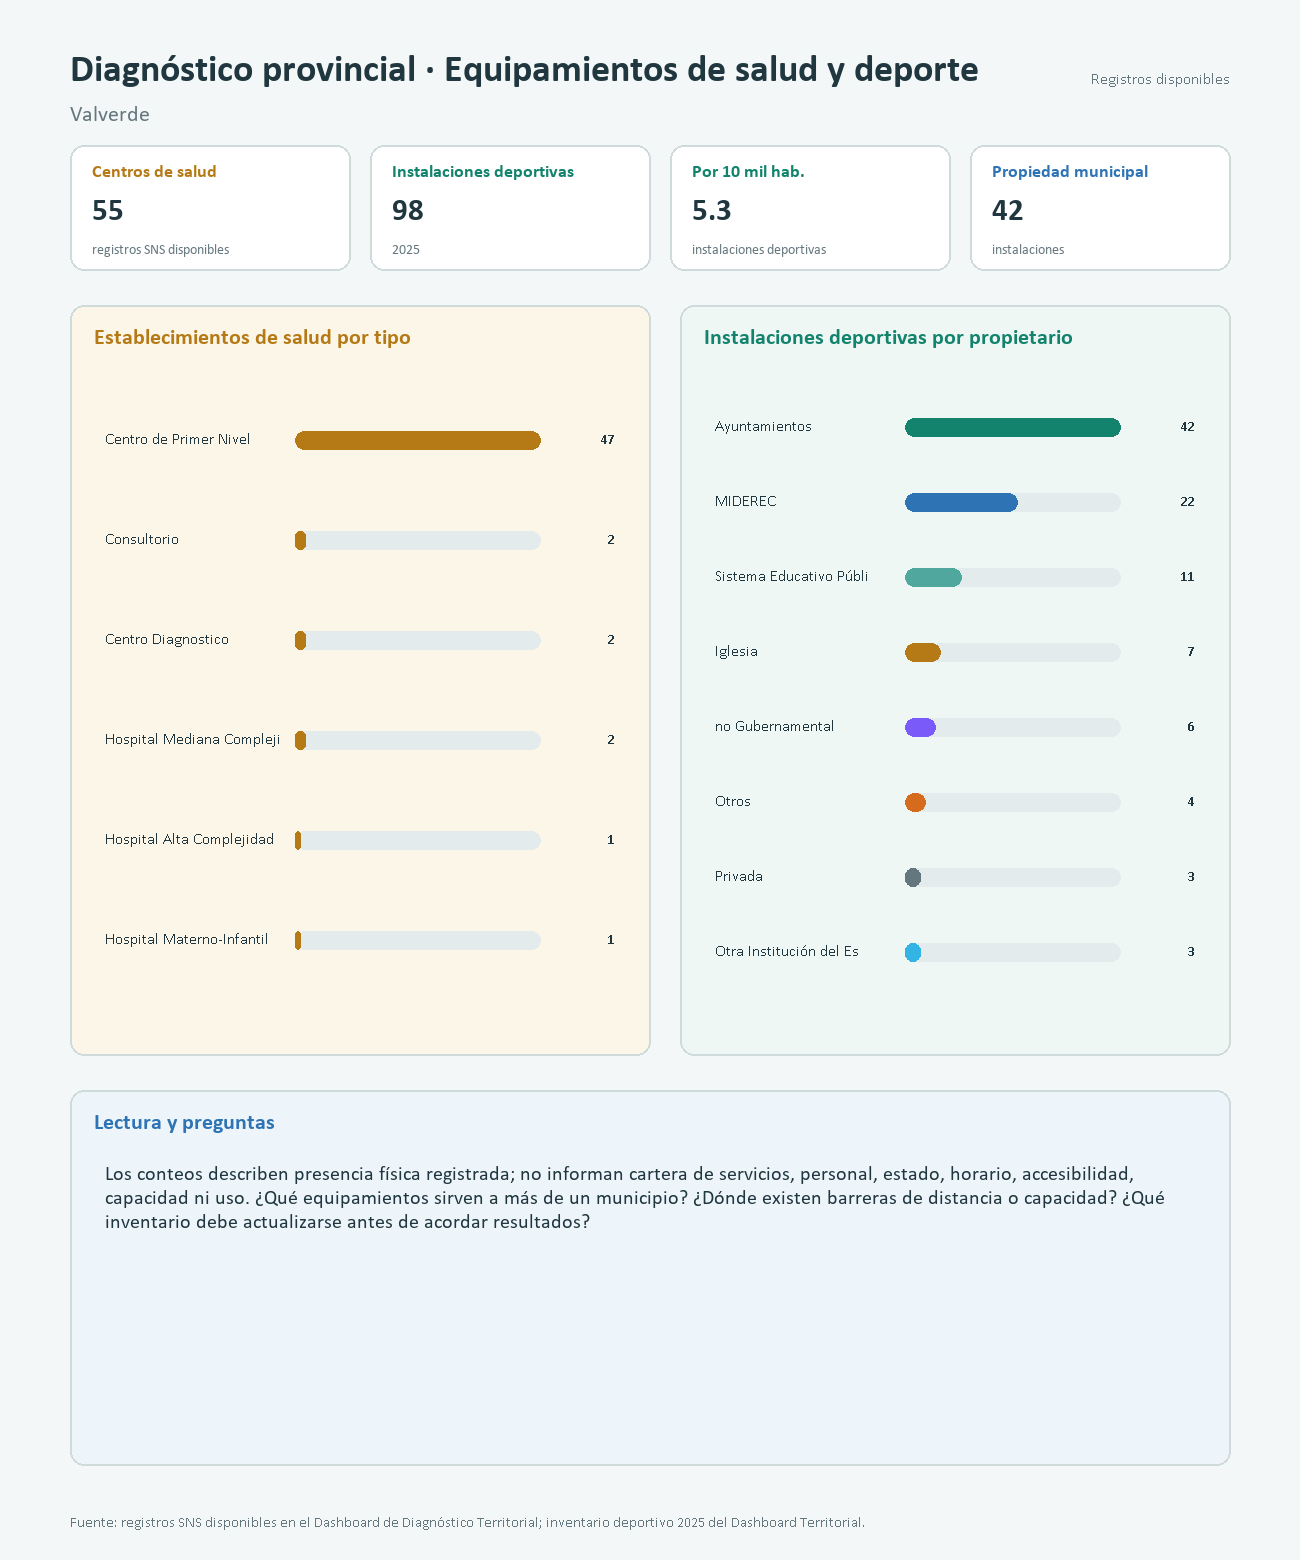 Diagnóstico provincial · Equipamientos de salud y deporte
Registros disponibles
Valverde
Centros de salud
55
registros SNS disponibles
Instalaciones deportivas
98
2025
Por 10 mil hab.
5.3
instalaciones deportivas
Propiedad municipal
42
instalaciones
Establecimientos de salud por tipo
Centro de Primer Nivel 47
Consultorio 2
Centro Diagnostico 2
Hospital Mediana Compleji 2
Hospital Alta Complejidad 1
Hospital Materno-Infantil 1
Instalaciones deportivas por propietario
Ayuntamientos 42
MIDEREC 22
Sistema Educativo Públi 11
Iglesia 7
no Gubernamental 6
Otros 4
Privada 3
Otra Institución del Es 3
Lectura y preguntas
Los conteos describen presencia física registrada; no informan cartera de servicios, personal, estado, horario, accesibilidad,
capacidad ni uso. ¿Qué equipamientos sirven a más de un municipio? ¿Dónde existen barreras de distancia o capacidad? ¿Qué
inventario debe actualizarse antes de acordar resultados?
Fuente: registros SNS disponibles en el Dashboard de Diagnóstico Territorial; inventario deportivo 2025 del Dashboard Territorial.